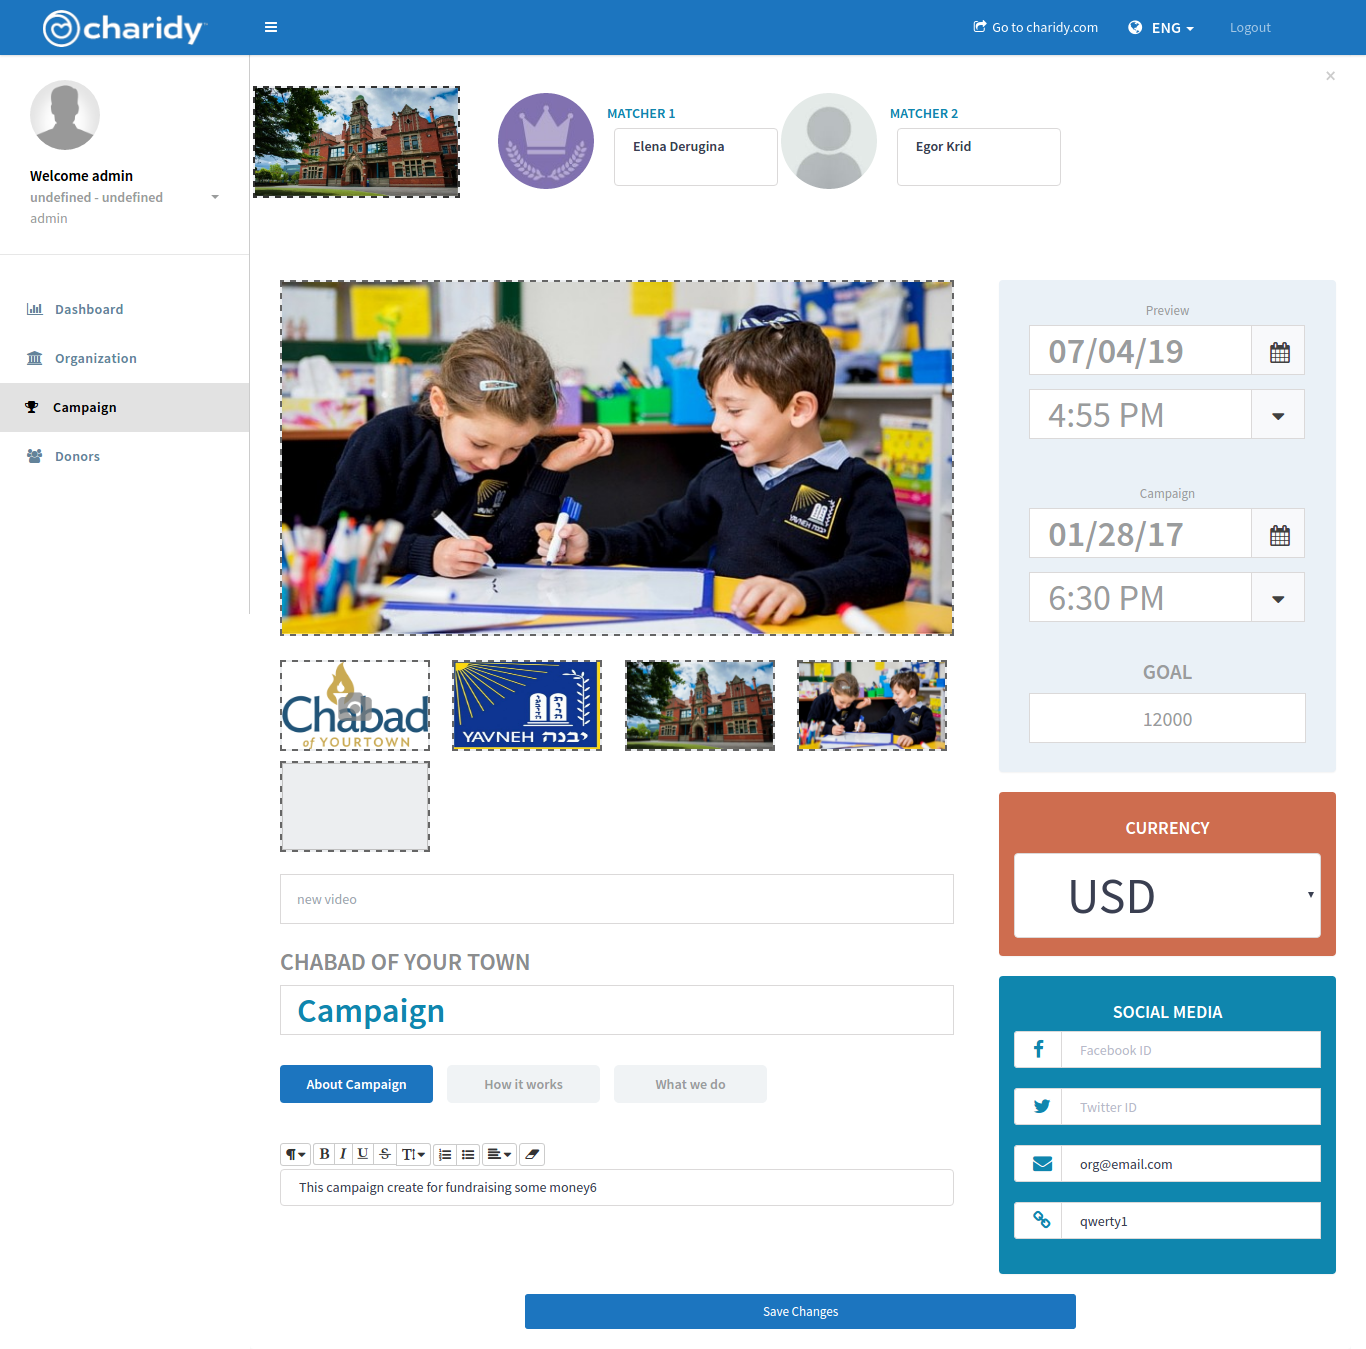 charidy
Go to charidy.com
ENG
Logout
×
Welcome admin
undefined - undefined
admin
MATCHER 1
Elena Derugina
MATCHER 2
Egor Krid
Dashboard
Organization
Campaign
Donors
YAVNEH
YAVNEH
Chabad
of YOURTOWN
YAVNEH יבנה
new video
CHABAD OF YOUR TOWN
Campaign
About Campaign
How it works
What we do
B I U S T
This campaign create for fundraising some money6
Preview
07/04/19
4:55 PM
Campaign
01/28/17
6:30 PM
GOAL
12000
CURRENCY
USD
SOCIAL MEDIA
Facebook ID
Twitter ID
org@email.com
qwerty1
Save Changes